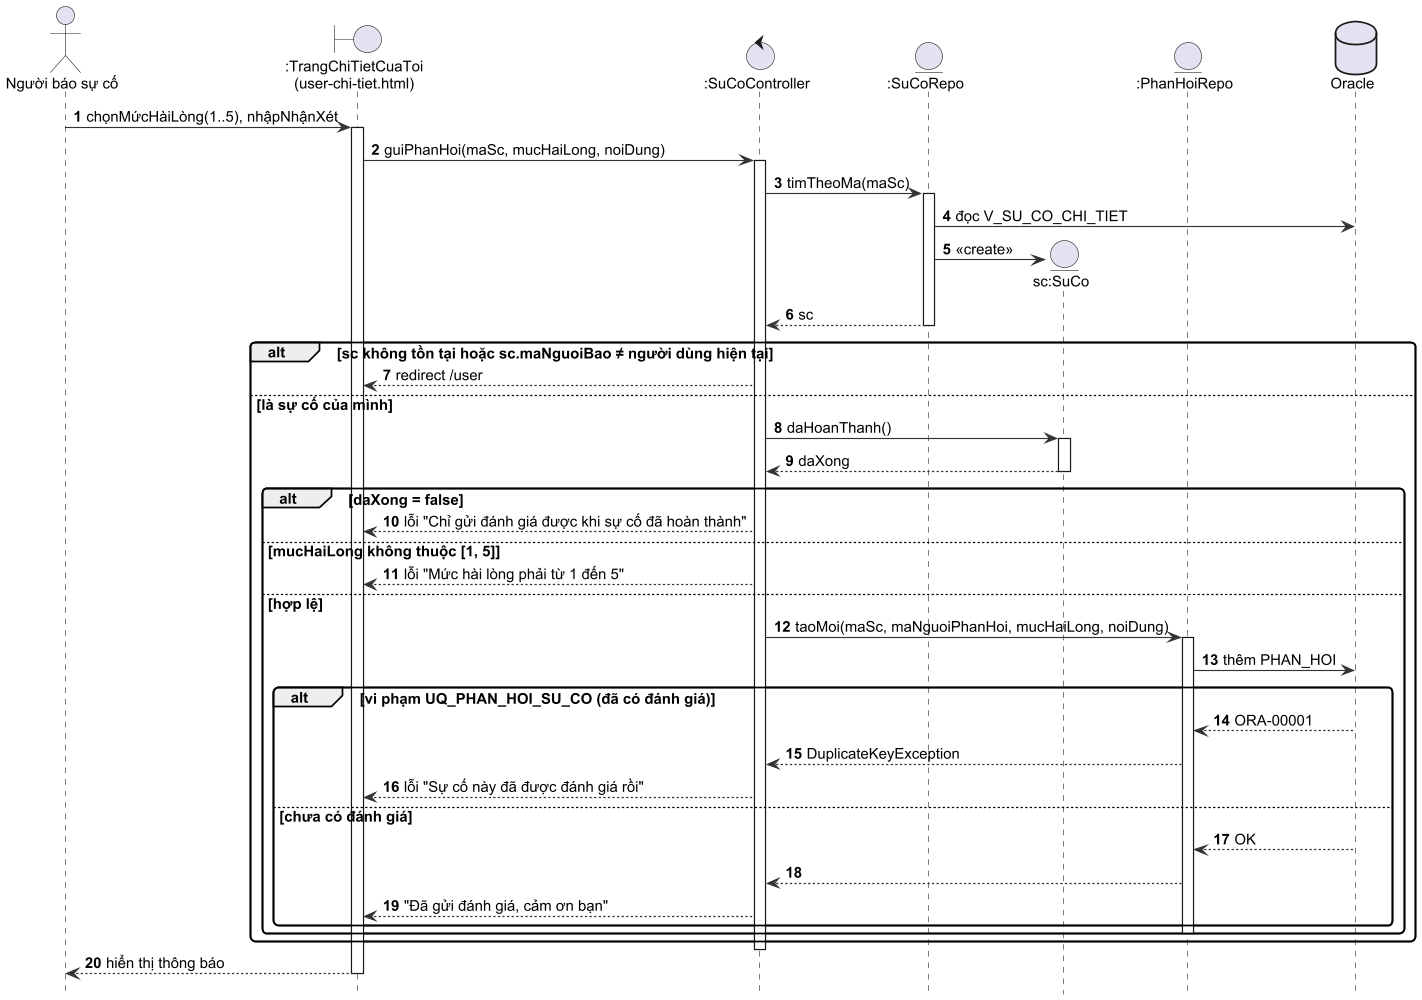 Người báo sự cố
:TrangChiTietCuaToi
(user-chi-tiet.html)
:SuCoController
:SuCoRepo
:PhanHoiRepo
Oracle
1 chọnMứcHàiLòng(1..5), nhậpNhậnXét
2 guiPhanHoi(maSc, mucHaiLong, noiDung)
3 timTheoMa(maSc)
4 đọc V_SU_CO_CHI_TIET
5 «create»
sc:SuCo
6 sc
alt [sc không tồn tại hoặc sc.maNguoiBao ≠ người dùng hiện tại]
7 redirect /user
[là sự cố của mình]
8 daHoanThanh()
9 daXong
alt [daXong = false]
10 lỗi "Chỉ gửi đánh giá được khi sự cố đã hoàn thành"
[mucHaiLong không thuộc [1, 5]]
11 lỗi "Mức hài lòng phải từ 1 đến 5"
[hợp lệ]
12 taoMoi(maSc, maNguoiPhanHoi, mucHaiLong, noiDung)
13 thêm PHAN_HOI
alt [vi phạm UQ_PHAN_HOI_SU_CO (đã có đánh giá)]
14 ORA-00001
15 DuplicateKeyException
16 lỗi "Sự cố này đã được đánh giá rồi"
[chưa có đánh giá]
17 OK
18
19 "Đã gửi đánh giá, cảm ơn bạn"
20 hiển thị thông báo